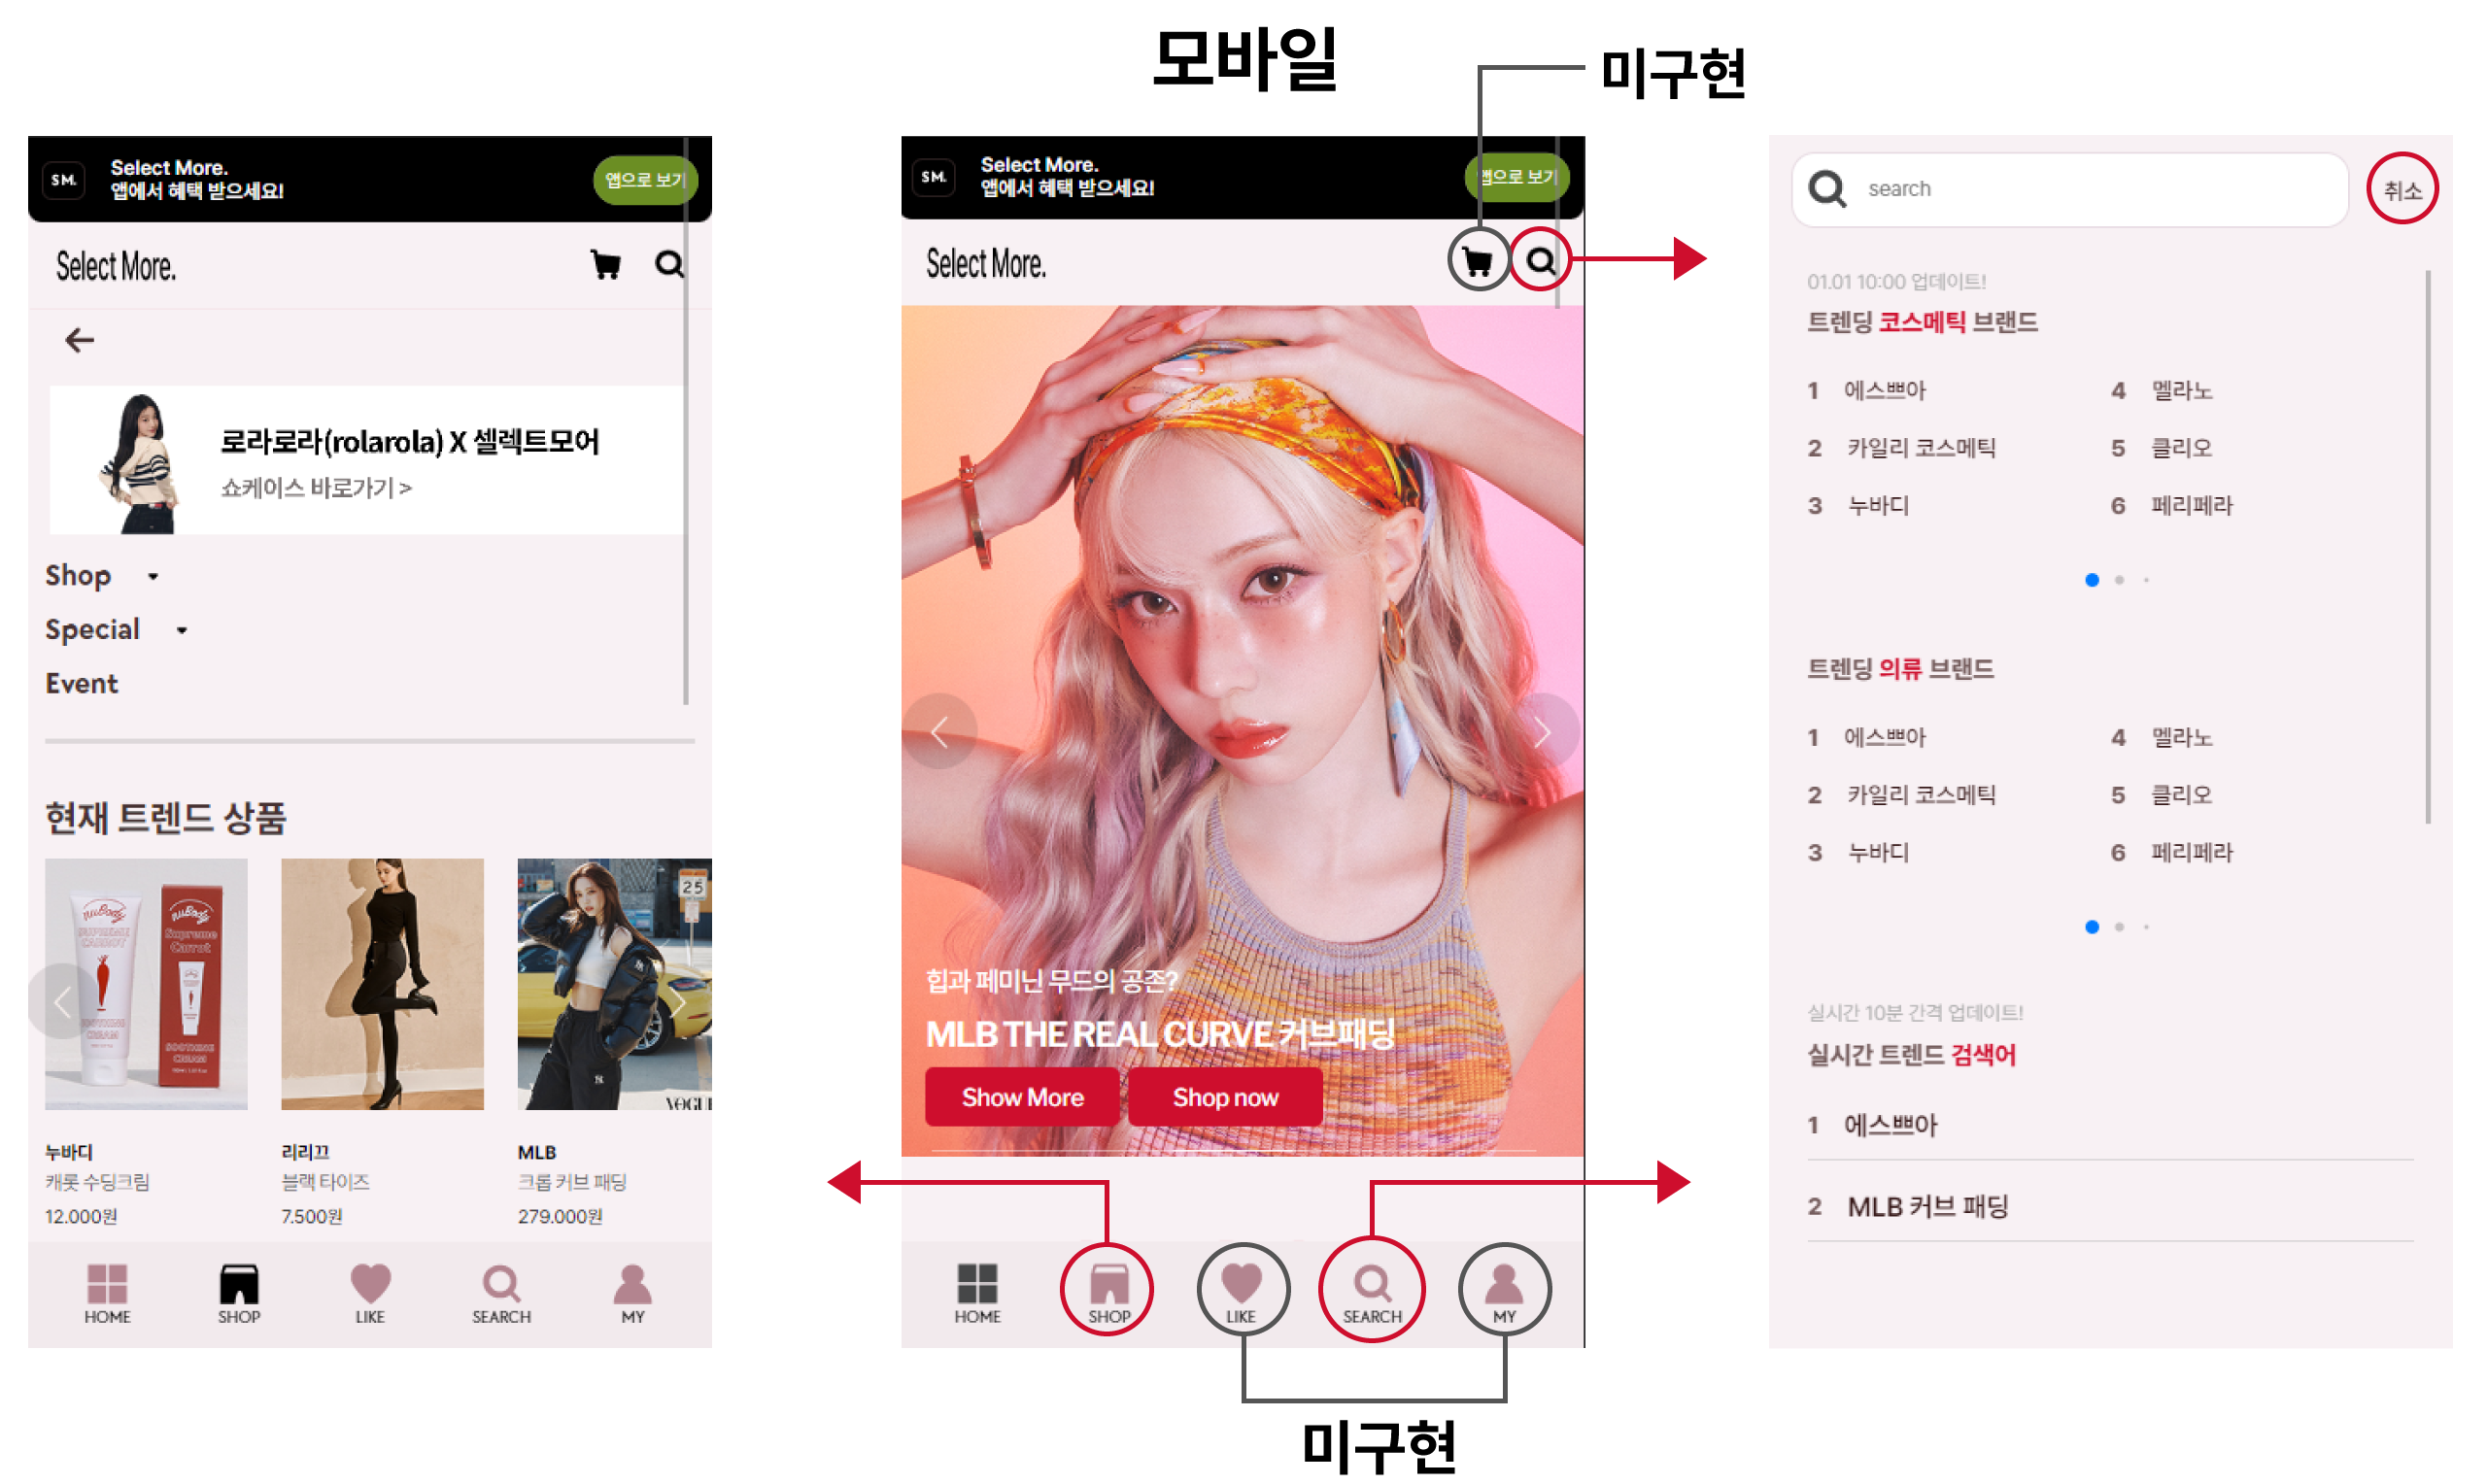 모바일
미구현
SM.
Select More.
앱에서 혜택 받으세요!
앱으로 보기
Select More.
로라로라(rolarola) X 셀렉트모어
쇼케이스 바로가기 >
Shop
Special
Event
현재 트렌드 상품
nuBody
SUPREME
CARROT
SOOTHING
CREAM
nuBody
Supreme
Carrot
SOOTHING
CREAM
25
VOGUE
누바디
캐롯 수딩크림
12.000원
리리끄
블랙 타이즈
7.500원
MLB
크롭 커브 패딩
279.000원
HOME
SHOP
LIKE
SEARCH
MY
SM.
Select More.
앱에서 혜택 받으세요!
앱으로 보기
Select More.
힙과 페미닌 무드의 공존?
MLB THE REAL CURVE 커브패딩
Show More
Shop now
HOME
SHOP
LIKE
SEARCH
MY
미구현
search
취소
01.01 10:00 업데이트!
트렌딩 코스메틱 브랜드
1 에스쁘아
2 카일리 코스메틱
3 누바디
4 멜라노
5 클리오
6 페리페라
트렌딩 의류 브랜드
1 에스쁘아
2 카일리 코스메틱
3 누바디
4 멜라노
5 클리오
6 페리페라
실시간 10분 간격 업데이트!
실시간 트렌드 검색어
1 에스쁘아
2 MLB 커브 패딩